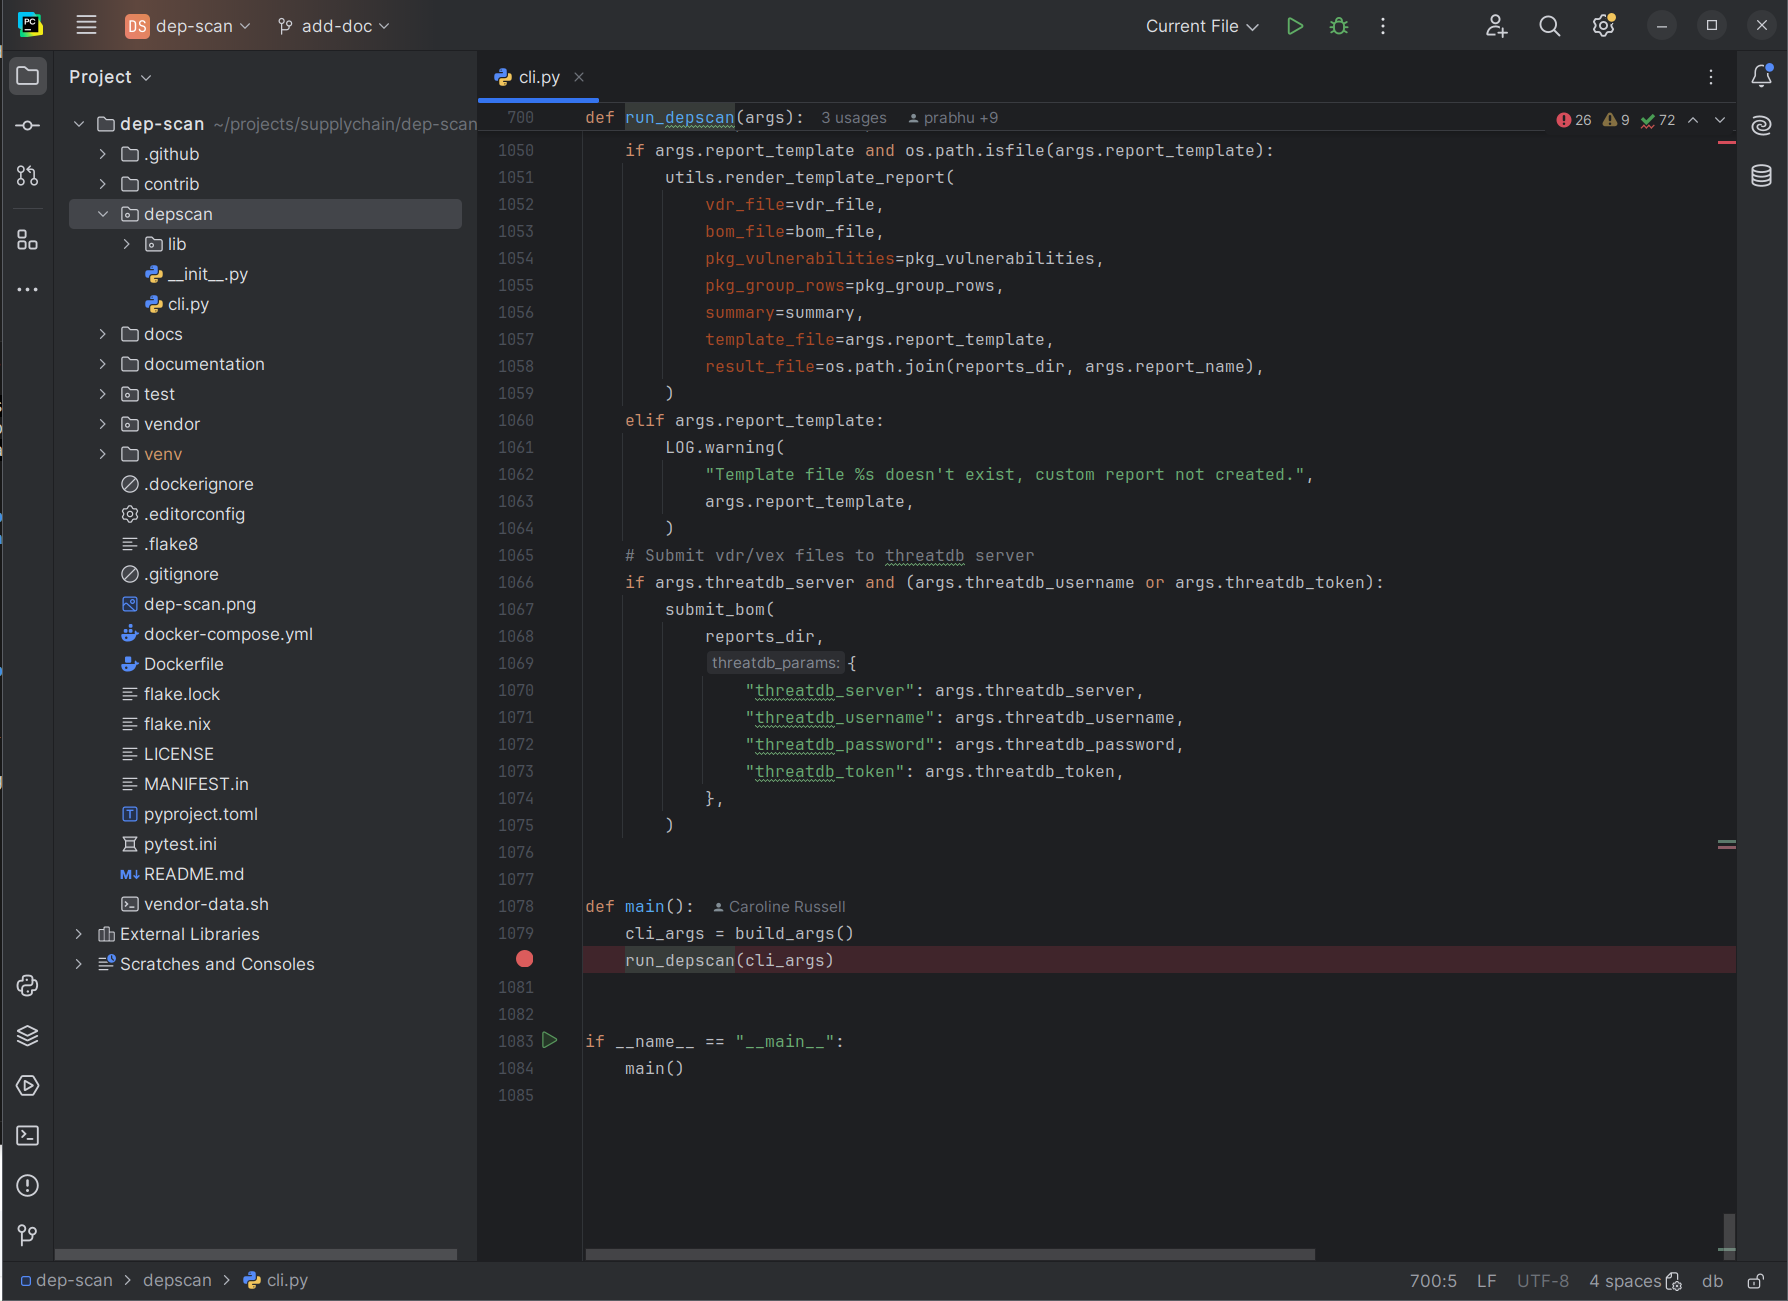 PC
DS dep-scan add-doc Current File
Project
cli.py
dep-scan ~/projects/supplychain/dep-scan
.github
contrib
depscan
lib
__init__.py
cli.py
docs
documentation
test
vendor
venv
.dockerignore
.editorconfig
.flake8
.gitignore
dep-scan.png
docker-compose.yml
Dockerfile
flake.lock
flake.nix
LICENSE
MANIFEST.in
T pyproject.toml
pytest.ini
M↓ README.md
vendor-data.sh
External Libraries
Scratches and Consoles
700 def run_depscan(args): 3 usages prabhu +9 26 9 72
1050 if args.report_template and os.path.isfile(args.report_template):
1051 utils.render_template_report(
1052 vdr_file=vdr_file,
1053 bom_file=bom_file,
1054 pkg_vulnerabilities=pkg_vulnerabilities,
1055 pkg_group_rows=pkg_group_rows,
1056 summary=summary,
1057 template_file=args.report_template,
1058 result_file=os.path.join(reports_dir, args.report_name),
1059 )
1060 elif args.report_template:
1061 LOG.warning(
1062 "Template file %s doesn't exist, custom report not created.",
1063 args.report_template,
1064 )
1065 # Submit vdr/vex files to threatdb server
1066 if args.threatdb_server and (args.threatdb_username or args.threatdb_token):
1067 submit_bom(
1068 reports_dir,
1069 threatdb_params: {
1070 "threatdb_server": args.threatdb_server,
1071 "threatdb_username": args.threatdb_username,
1072 "threatdb_password": args.threatdb_password,
1073 "threatdb_token": args.threatdb_token,
1074 },
1075 )
1076
1077
1078 def main(): Caroline Russell
1079 cli_args = build_args()
run_depscan(cli_args)
1081
1082
1083 if __name__ == "__main__":
1084 main()
1085
dep-scan > depscan > cli.py 700:5 LF UTF-8 4 spaces db